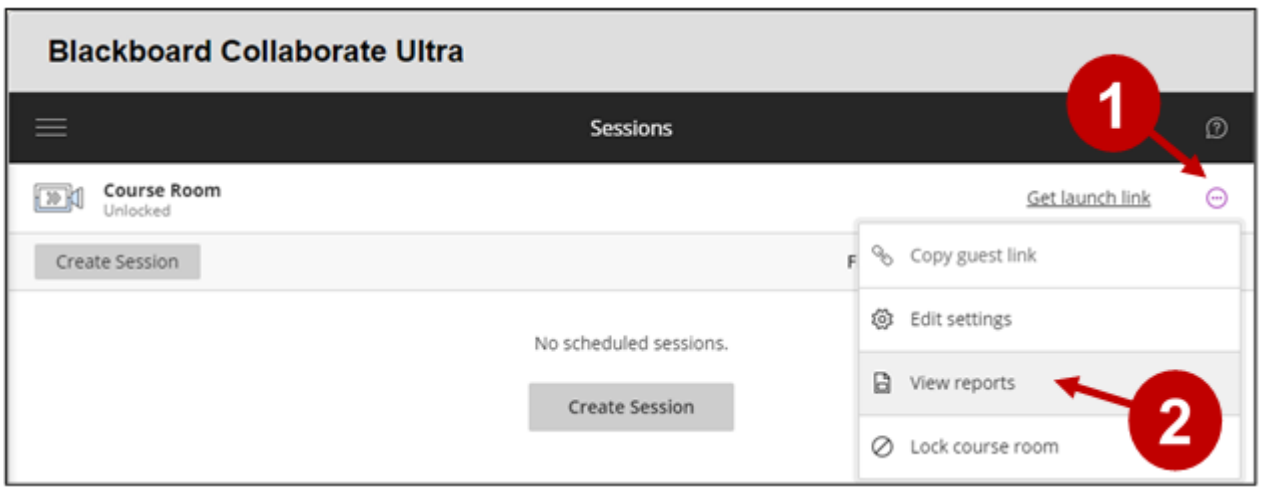 Blackboard Collaborate Ultra
1
Sessions
Course Room
Unlocked
Get launch link
Create Session
F
Copy guest link
Edit settings
No scheduled sessions.
View reports
Create Session
2
Lock course room